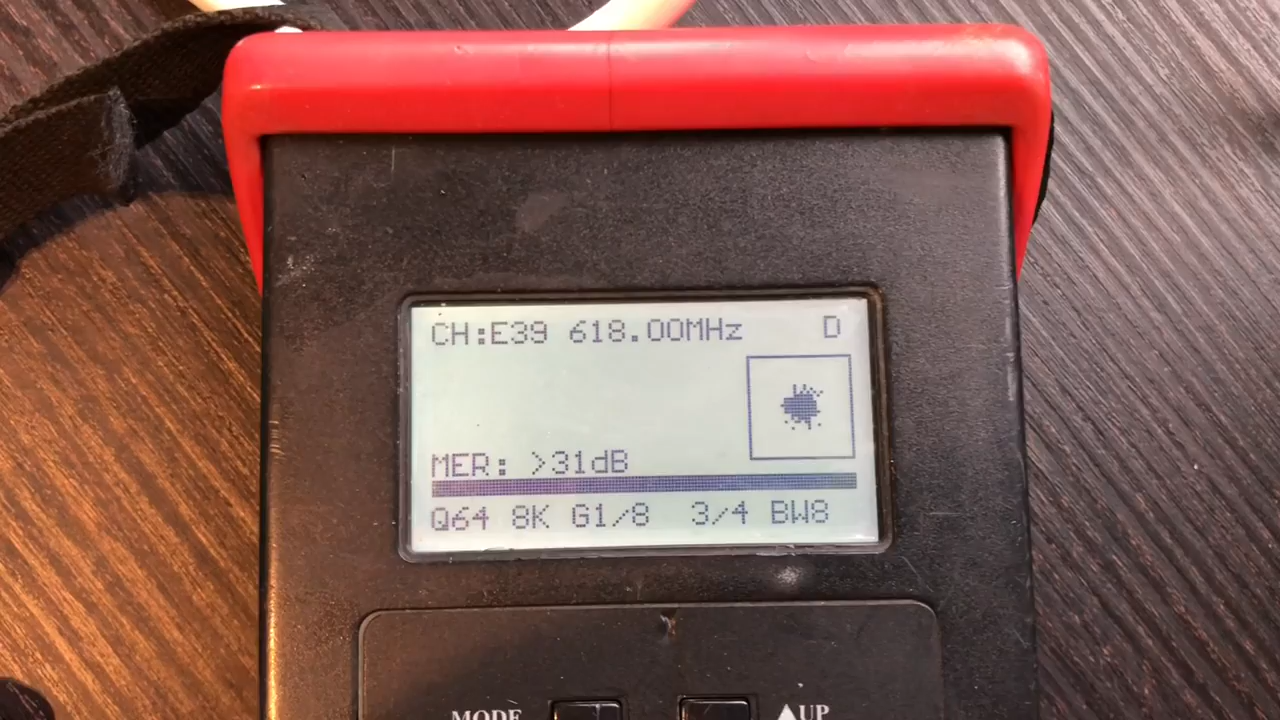 CH:E39 618.00MHz D
MER: >31dB
Q64 8K G1/8 3/4 BW8
MODE ▲UP